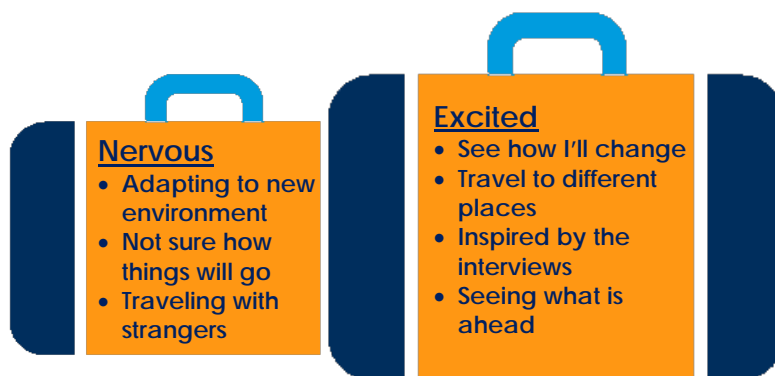 Nervous
• Adapting to new
environment
• Not sure how
things will go
• Traveling with
strangers
Excited
• See how I'll change
• Travel to different
places
• Inspired by the
interviews
• Seeing what is
ahead